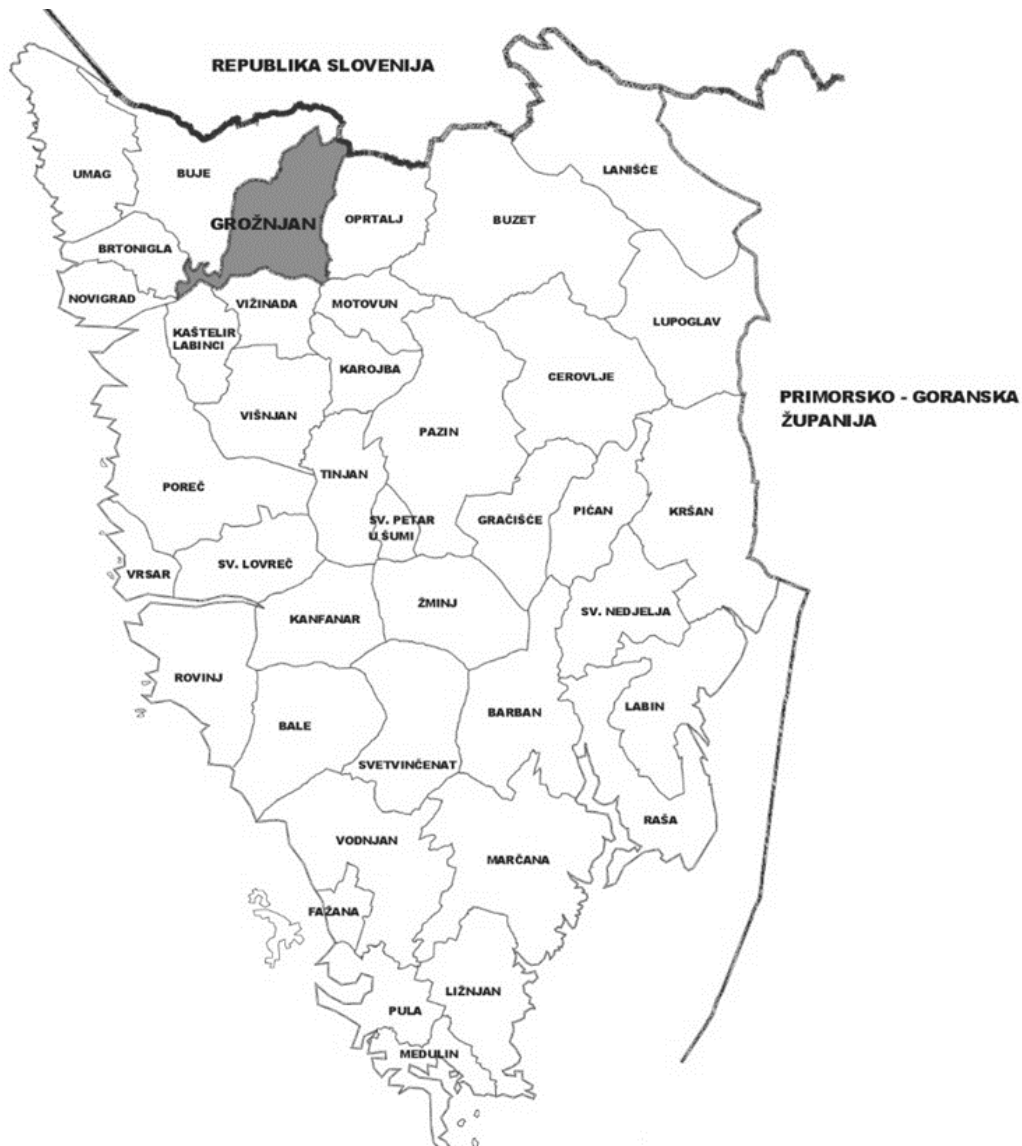 REPUBLIKA SLOVENIJA
UMAG
BUJE
LANIŠĆE
GROŽNJAN
OPRTALJ
BUZET
BRTONIGLA
NOVIGRAD
VIŽINADA
MOTOVUN
LUPOGLAV
KAŠTELIR
LABINCI
KAROJBA
CEROVLJE
PRIMORSKO - GORANSKA
ŽUPANIJA
VIŠNJAN
PAZIN
TINJAN
POREČ
SV. PETAR
U ŠUMI
GRAČIŠĆE
PIĆAN
KRŠAN
VRSAR
SV. LOVREČ
KANFANAR
ŽMINJ
SV. NEDJELJA
ROVINJ
BALE
BARBAN
LABIN
SVETVINČENAT
RAŠA
VODNJAN
MARČANA
FAŽANA
LIŽNJAN
PULA
MEDULIN